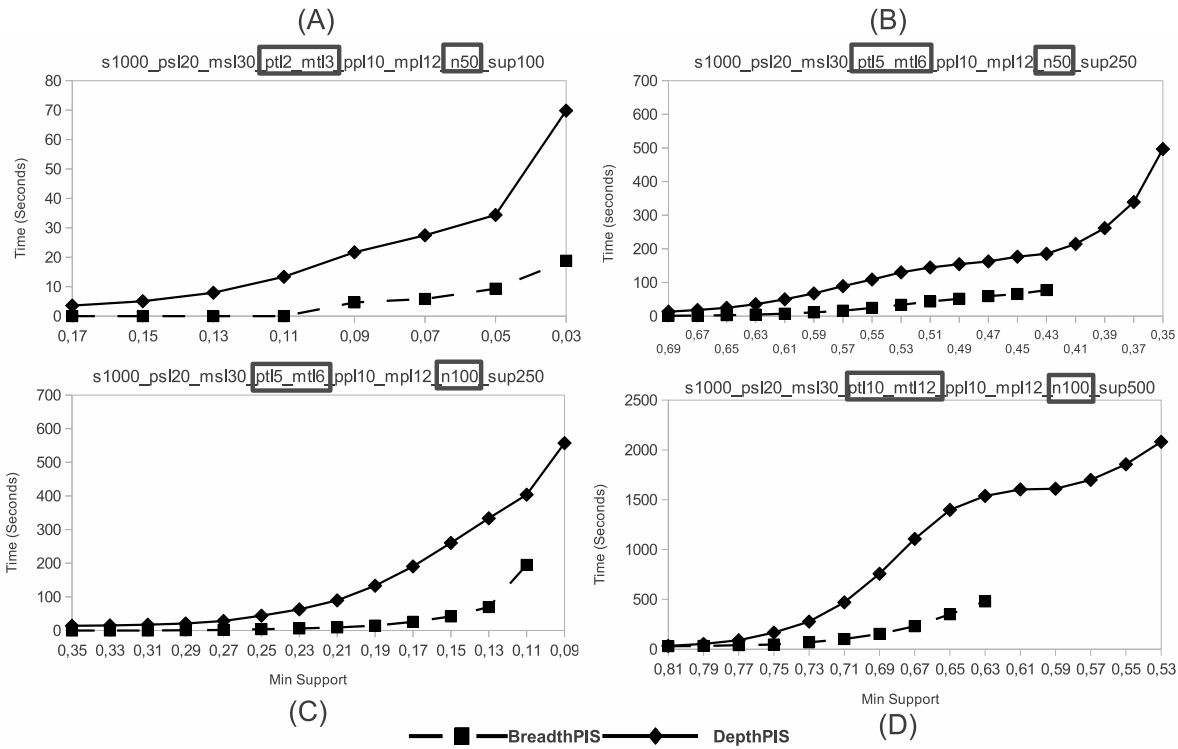 (A)
s1000_psl20_msl30_ptl2_mtl3_ppl10_mpl12_n50_sup100
80
70
60
50
40
30
20
10
0
Time (Seconds)
0,17 0,15 0,13 0,11 0,09 0,07 0,05 0,03
(B)
s1000_psl20_msl30_ptl5_mtl6_ppl10_mpl12_n50_sup250
700
600
500
400
300
200
100
0
Time (seconds)
0,67 0,63 0,59 0,55 0,51 0,47 0,43 0,39 0,35
0,69 0,65 0,61 0,57 0,53 0,49 0,45 0,41 0,37
s1000_psl20_msl30_ptl5_mtl6_ppl10_mpl12_n100_sup250
700
600
500
400
300
200
100
0
Time (Seconds)
0,35 0,33 0,31 0,29 0,27 0,25 0,23 0,21 0,19 0,17 0,15 0,13 0,11 0,09
Min Support
(C)
s1000_psl20_msl30_ptl10_mtl12_ppl10_mpl12_n100_sup500
2500
2000
1500
1000
500
0
Time (Seconds)
0,81 0,79 0,77 0,75 0,73 0,71 0,69 0,67 0,65 0,63 0,61 0,59 0,57 0,55 0,53
Min Support
(D)
BreadthPIS DepthPIS